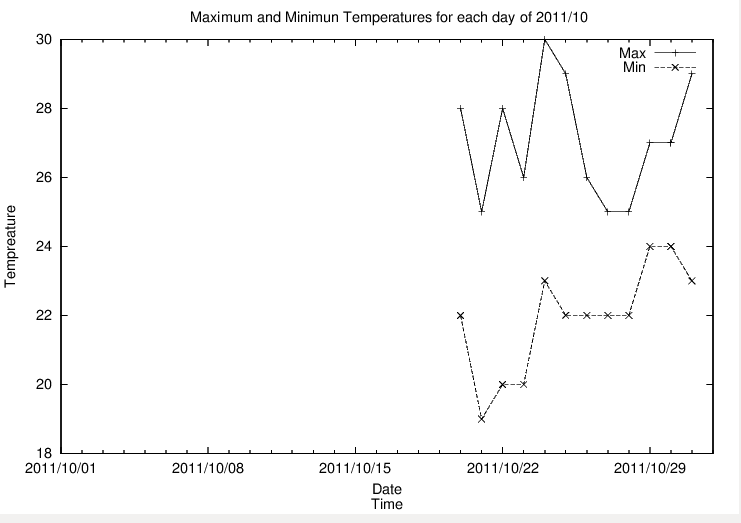 Maximum and Minimun Temperatures for each day of 2011/10
30
Max
Min
28
26
24
22
20
18
Tempreature
2011/10/01 2011/10/08 2011/10/15 2011/10/22 2011/10/29
Date
Time